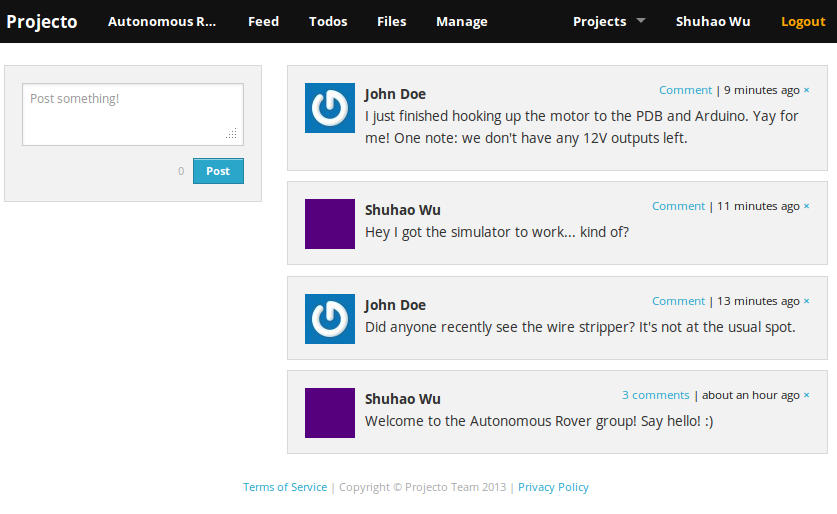 Projecto Autonomous R... Feed Todos Files Manage Projects Shuhao Wu Logout
Post something!
0 Post
John Doe Comment | 9 minutes ago ×
I just finished hooking up the motor to the PDB and Arduino. Yay for
me! One note: we don't have any 12V outputs left.
Shuhao Wu Comment | 11 minutes ago ×
Hey I got the simulator to work... kind of?
John Doe Comment | 13 minutes ago ×
Did anyone recently see the wire stripper? It's not at the usual spot.
Shuhao Wu 3 comments | about an hour ago ×
Welcome to the Autonomous Rover group! Say hello! :)
Terms of Service | Copyright © Projecto Team 2013 | Privacy Policy